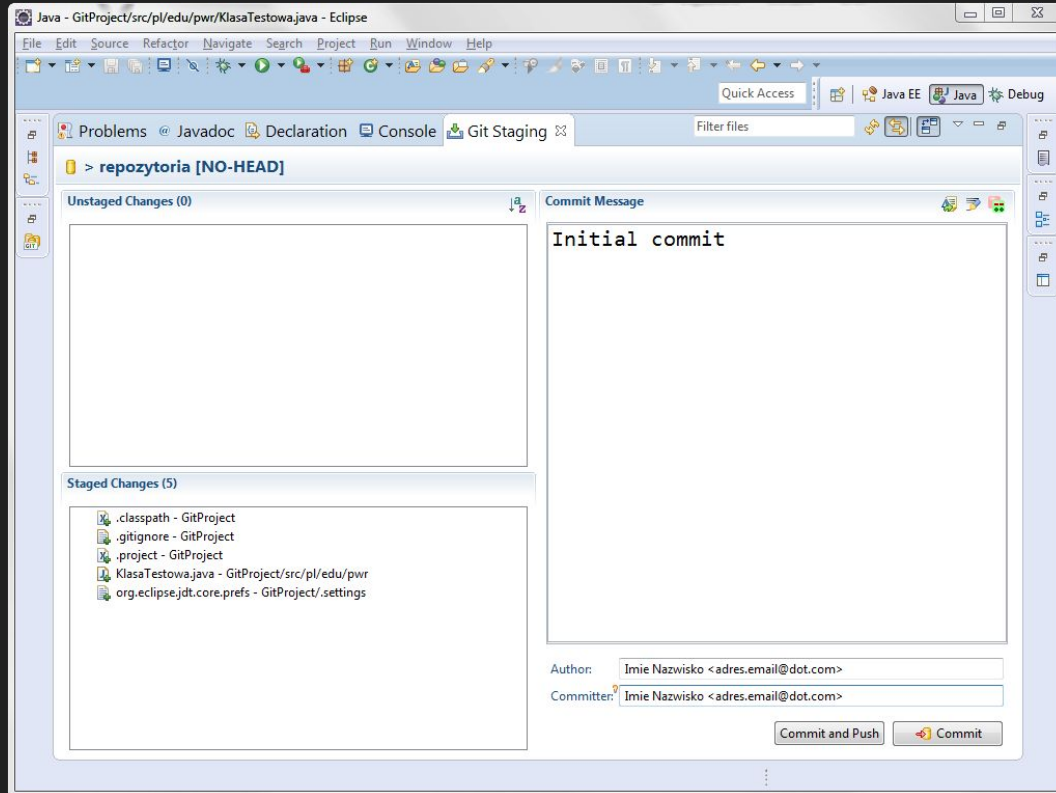 Java - GitProject/src/pl/edu/pwr/KlasaTestowa.java - Eclipse
File Edit Source Refactor Navigate Search Project Run Window Help
Quick Access Java EE Java Debug
Problems @ Javadoc Declaration Console Git Staging Filter files
> repozytoria [NO-HEAD]
Unstaged Changes (0)
Commit Message
Initial commit
Staged Changes (5)
.classpath - GitProject
.gitignore - GitProject
.project - GitProject
KlasaTestowa.java - GitProject/src/pl/edu/pwr
org.eclipse.jdt.core.prefs - GitProject/.settings
Author: Imie Nazwisko <adres.email@dot.com>
Committer: Imie Nazwisko <adres.email@dot.com>
Commit and Push Commit